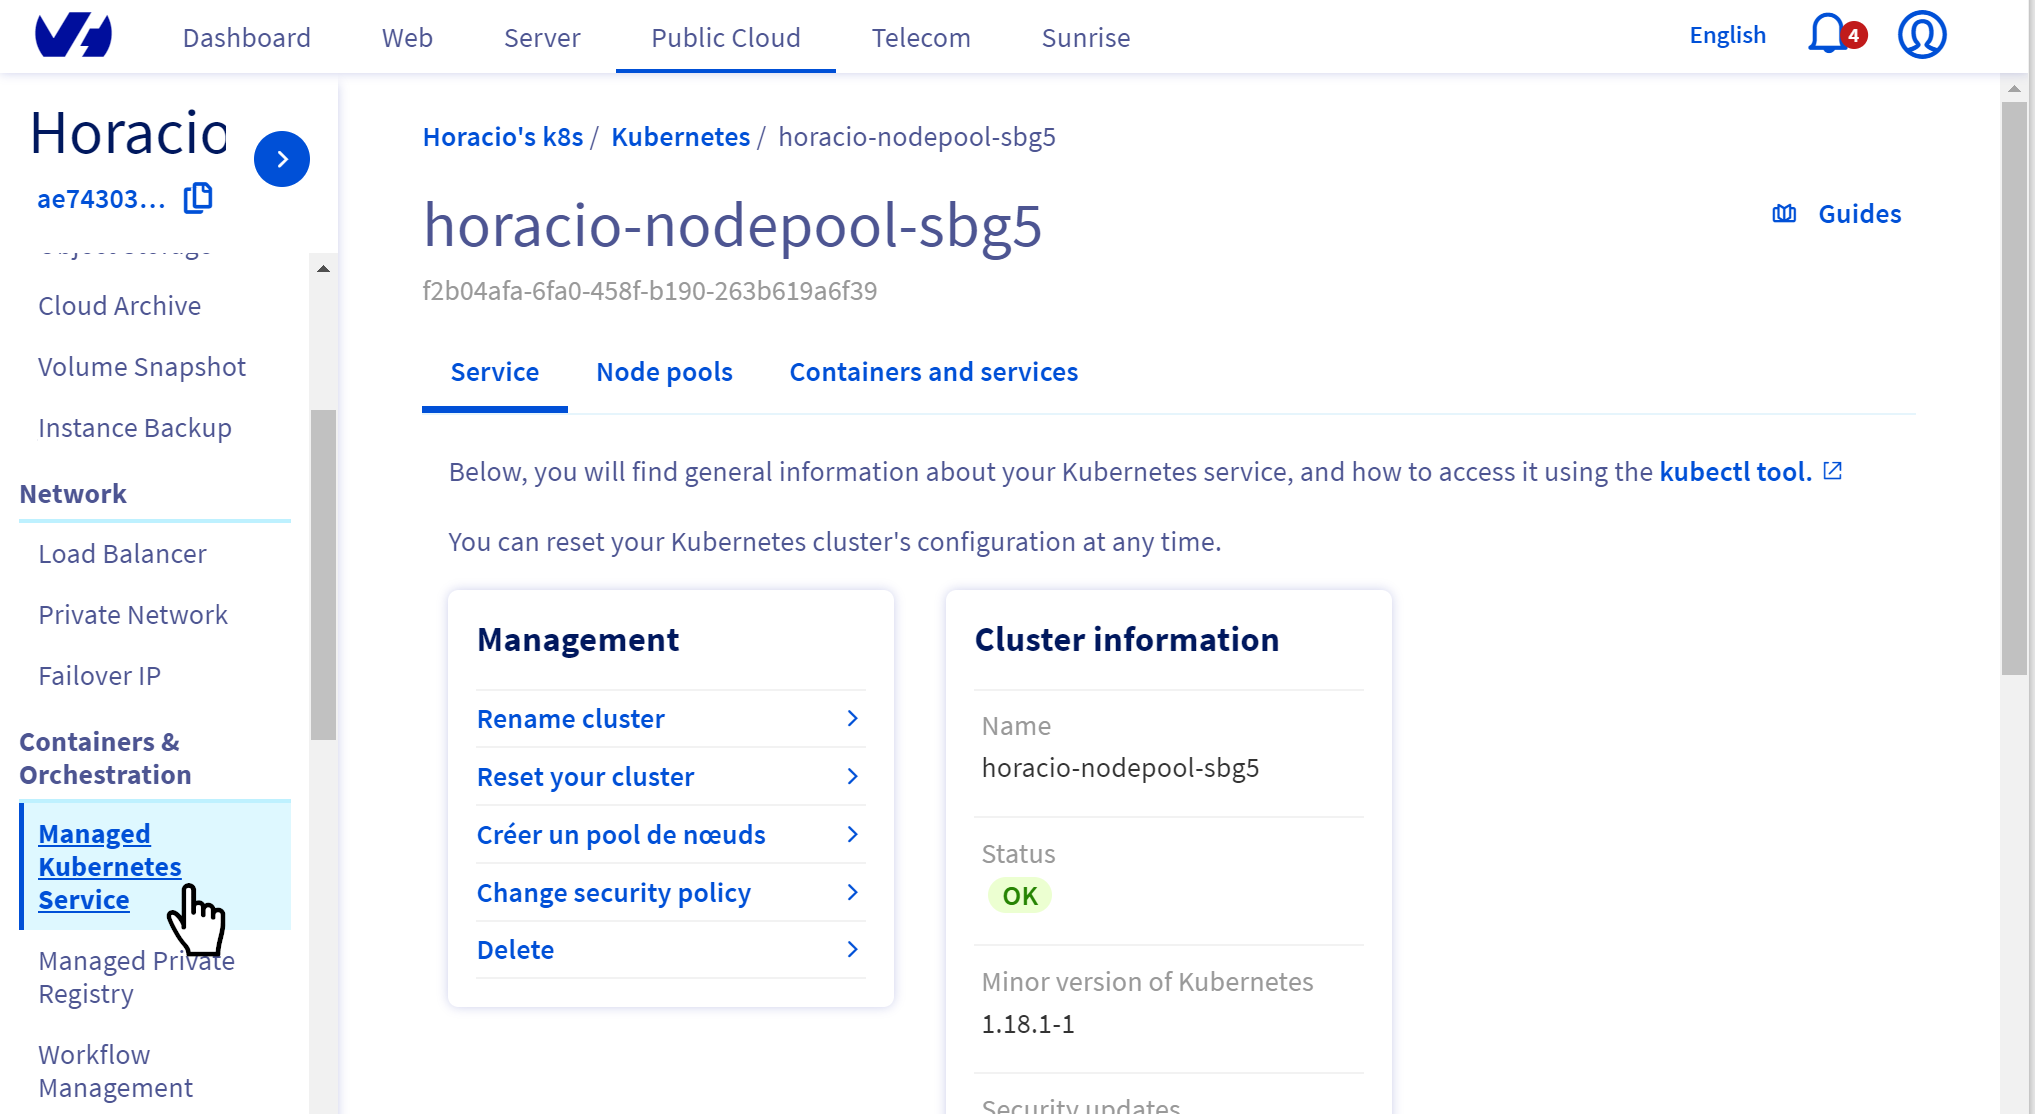 Dashboard
Web
Server
Public Cloud
Telecom
Sunrise
English
4
Horacio
ae74303...
Object Storage
Cloud Archive
Volume Snapshot
Instance Backup
Network
Load Balancer
Private Network
Failover IP
Containers &
Orchestration
Managed
Kubernetes
Service
Managed Private
Registry
Workflow
Management
Horacio's k8s / Kubernetes / horacio-nodepool-sbg5
horacio-nodepool-sbg5
Guides
f2b04afa-6fa0-458f-b190-263b619a6f39
Service
Node pools
Containers and services
Below, you will find general information about your Kubernetes service, and how to access it using the kubectl tool.
You can reset your Kubernetes cluster's configuration at any time.
Management
Rename cluster
Reset your cluster
Créer un pool de nœuds
Change security policy
Delete
Cluster information
Name
horacio-nodepool-sbg5
Status
OK
Minor version of Kubernetes
1.18.1-1
Security updates